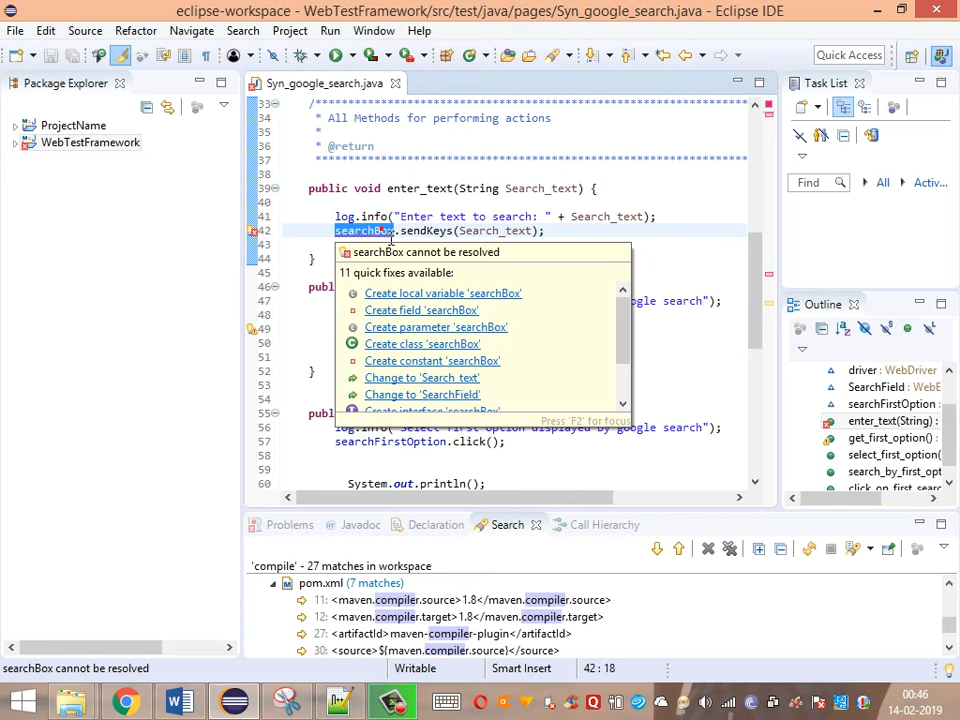 eclipse-workspace - WebTestFramework/src/test/java/pages/Syn_google_search.java - Eclipse IDE
File Edit Source Refactor Navigate Search Project Run Window Help
Quick Access
Package Explorer
Syn_google_search.java
Task List
ProjectName
WebTestFramework
Find All Activ...
33 /****************************************************************
34 * All Methods for performing actions
35 *
36 * @return
37 ****************************************************************
38
39 public void enter_text(String Search_text) {
40
41 log.info("Enter text to search: " + Search_text);
42 searchBox.sendKeys(Search_text);
43
44 }
45
46 pub
47 ogle search");
48
49
50
51 }
52
53
54
55 pub
56 log.info("Select first option displayed by google search");
57 searchFirstOption.click();
58
59
60 System.out.println();
searchBox cannot be resolved
11 quick fixes available:
Create local variable 'searchBox'
Create field 'searchBox'
Create parameter 'searchBox'
Create class 'searchBox'
Create constant 'searchBox'
Change to 'Search_text'
Change to 'SearchField'
Create interface 'searchBox'
Press 'F2' for focus
Outline
driver : WebDriver
SearchField : WebE
searchFirstOption :
enter_text(String) :
get_first_option() :
select_first_option(
search_by_first_opt
click_on_first_searc
Problems Javadoc Declaration Search Call Hierarchy
'compile' - 27 matches in workspace
pom.xml (7 matches)
11: <maven.compiler.source>1.8</maven.compiler.source>
12: <maven.compiler.target>1.8</maven.compiler.target>
27: <artifactId>maven-compiler-plugin</artifactId>
30: <source>${maven.compiler.source}</source>
searchBox cannot be resolved
Writable
Smart Insert
42 : 18
00:46
14-02-2019